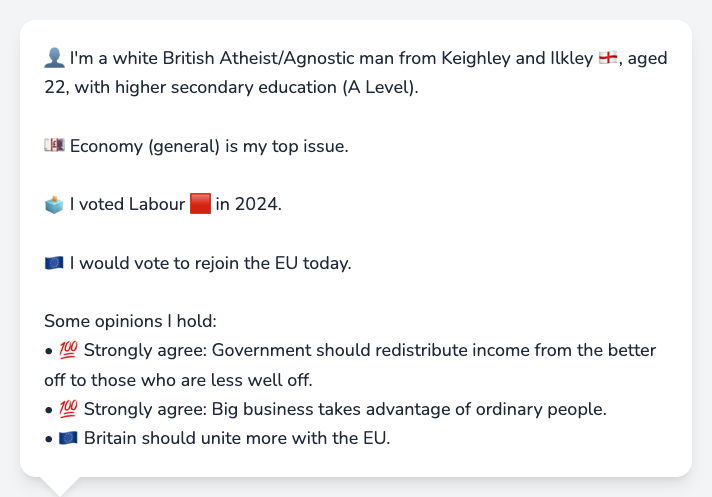 👤 I'm a white British Atheist/Agnostic man from Keighley and Ilkley 🏴󠁧󠁢󠁥󠁮󠁧󠁿, aged
22, with higher secondary education (A Level).
💷 Economy (general) is my top issue.
🗳️ I voted Labour 🟥 in 2024.
🇪🇺 I would vote to rejoin the EU today.
Some opinions I hold:
• 💯 Strongly agree: Government should redistribute income from the better
off to those who are less well off.
• 💯 Strongly agree: Big business takes advantage of ordinary people.
• 🇪🇺 Britain should unite more with the EU.